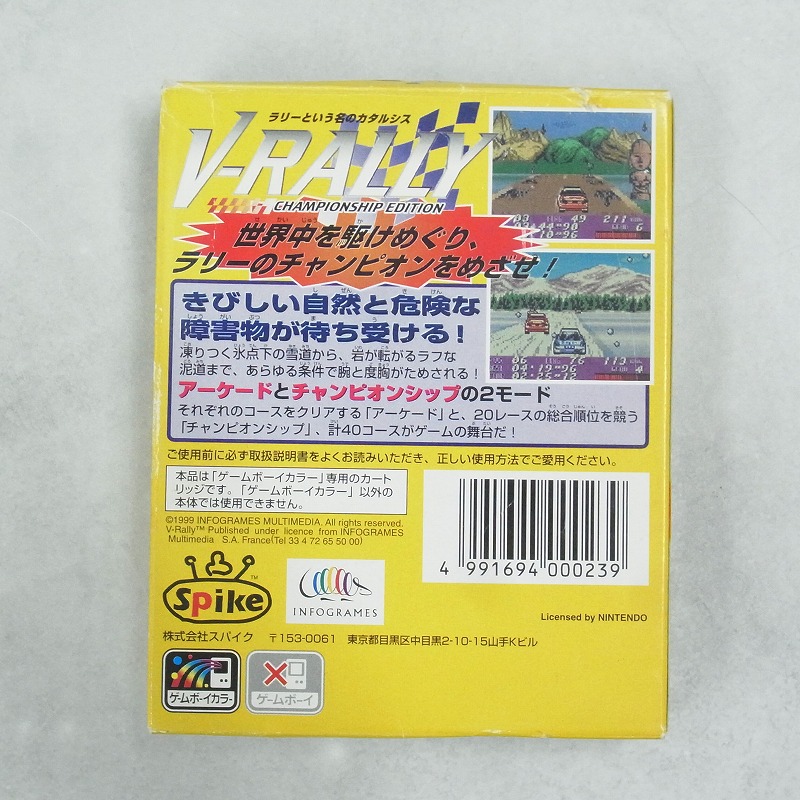 ラリーという名のカタルシス
V-RALLY
CHAMPIONSHIP EDITION
世界中を駆けめぐり、
ラリーのチャンピオンをめざせ！
きびしい自然と危険な
障害物が待ち受ける！
凍りつく氷点下の雪道から、岩が転がるラフな
泥道まで、あらゆる条件で腕と度胸がためされる！
アーケードとチャンピオンシップの2モード
それぞれのコースをクリアする「アーケード」と、20レースの総合順位を競う
「チャンピオンシップ」、計40コースがゲームの舞台だ！
ご使用前に必ず取扱説明書をよくお読みいただき、正しい使用方法でご愛用ください。
本品は「ゲームボーイカラー」専用のカート
リッジです。「ゲームボーイカラー」以外の
本体では使用できません。
©1999 INFOGRAMES MULTIMEDIA. All rights reserved.
V-Rally™ Published under licence from INFOGRAMES
Multimedia S.A. France(Tel 33 4 72 65 50 00)
4 991694 000239
Spike™
INFOGRAMES
Licensed by NINTENDO
株式会社スパイク 〒153-0061 東京都目黒区中目黒2-10-15山手Kビル
ゲームボーイカラー
ゲームボーイ